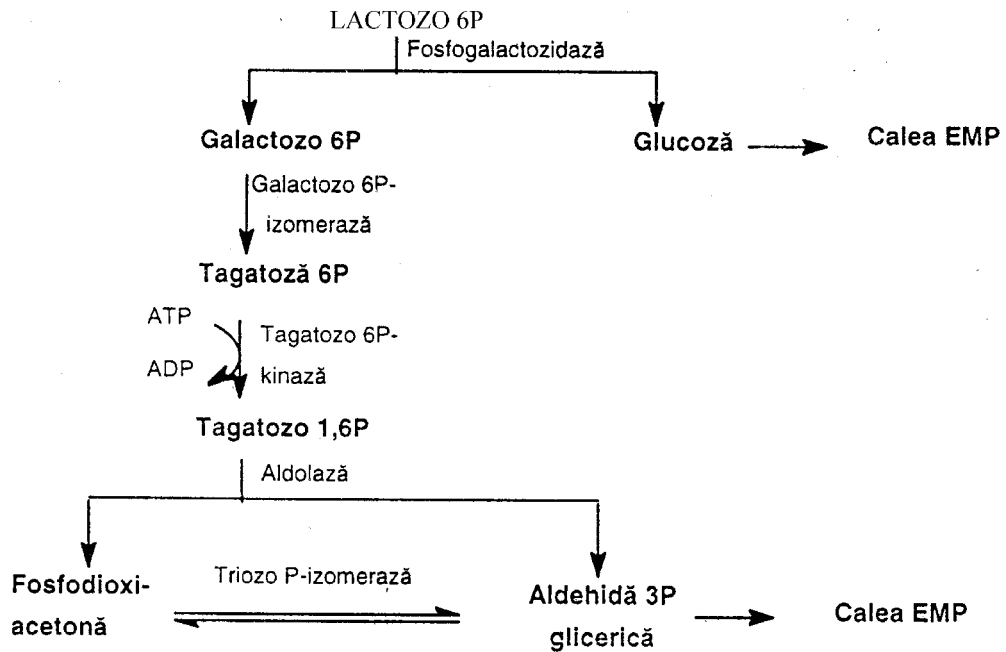 LACTOZO 6P
Fosfogalactozidază
Galactozo 6P
Glucoză
Calea EMP
Galactozo 6P-
izomerază
Tagatoză 6P
ATP
Tagatozo 6P-
ADP
kinază
Tagatozo 1,6P
Aldolază
Fosfodioxi-
acetonă
Triozo P-izomerază
Aldehidă 3P
glicerică
Calea EMP